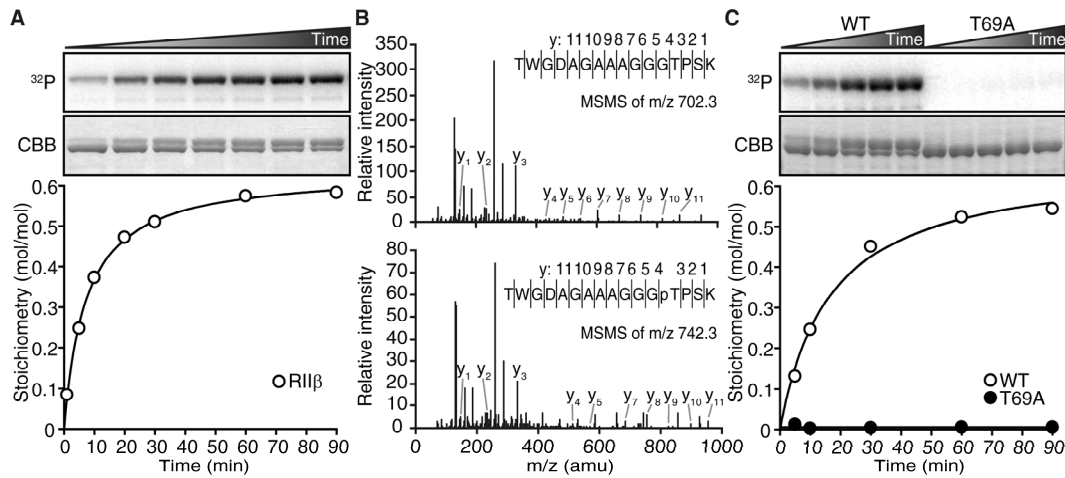 A
Time
32P
CBB
0.6
0.5
0.4
0.3
0.2
0.1
0
Stoichiometry (mol/mol)
RIIβ
0 10 20 30 40 50 60 70 80 90
Time (min)
B
350
300
250
200
150
100
50
0
Relative intensity
y: 11 10 9 8 7 6 5 4 3 2 1
TWGDAGAAAGGGTPSK
MSMS of m/z 702.3
y1 y2 y3 y4 y5 y6 y7 y8 y9 y10 y11
80
70
60
50
40
30
20
10
0
Relative intensity
y: 11 10 9 8 7 6 5 4 3 2 1
TWGDAGAAAGGGpTPSK
MSMS of m/z 742.3
y1 y2 y3 y4 y5 y7 y8 y9 y10 y11
0 200 400 600 800 1000
m/z (amu)
C
WT T69A
Time Time
32P
CBB
0.6
0.5
0.4
0.3
0.2
0.1
0
Stoichiometry (mol/mol)
WT
T69A
0 10 20 30 40 50 60 70 80 90
Time (min)